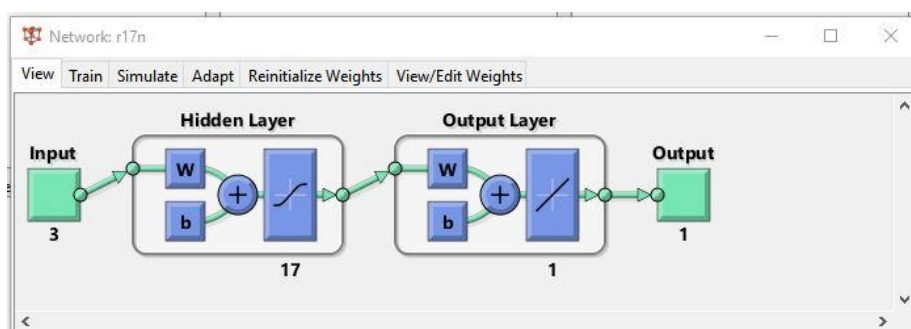 Network: r17n
View Train Simulate Adapt Reinitialize Weights View/Edit Weights
Hidden Layer Output Layer
Input Output
W W
b b
3 1
17 1